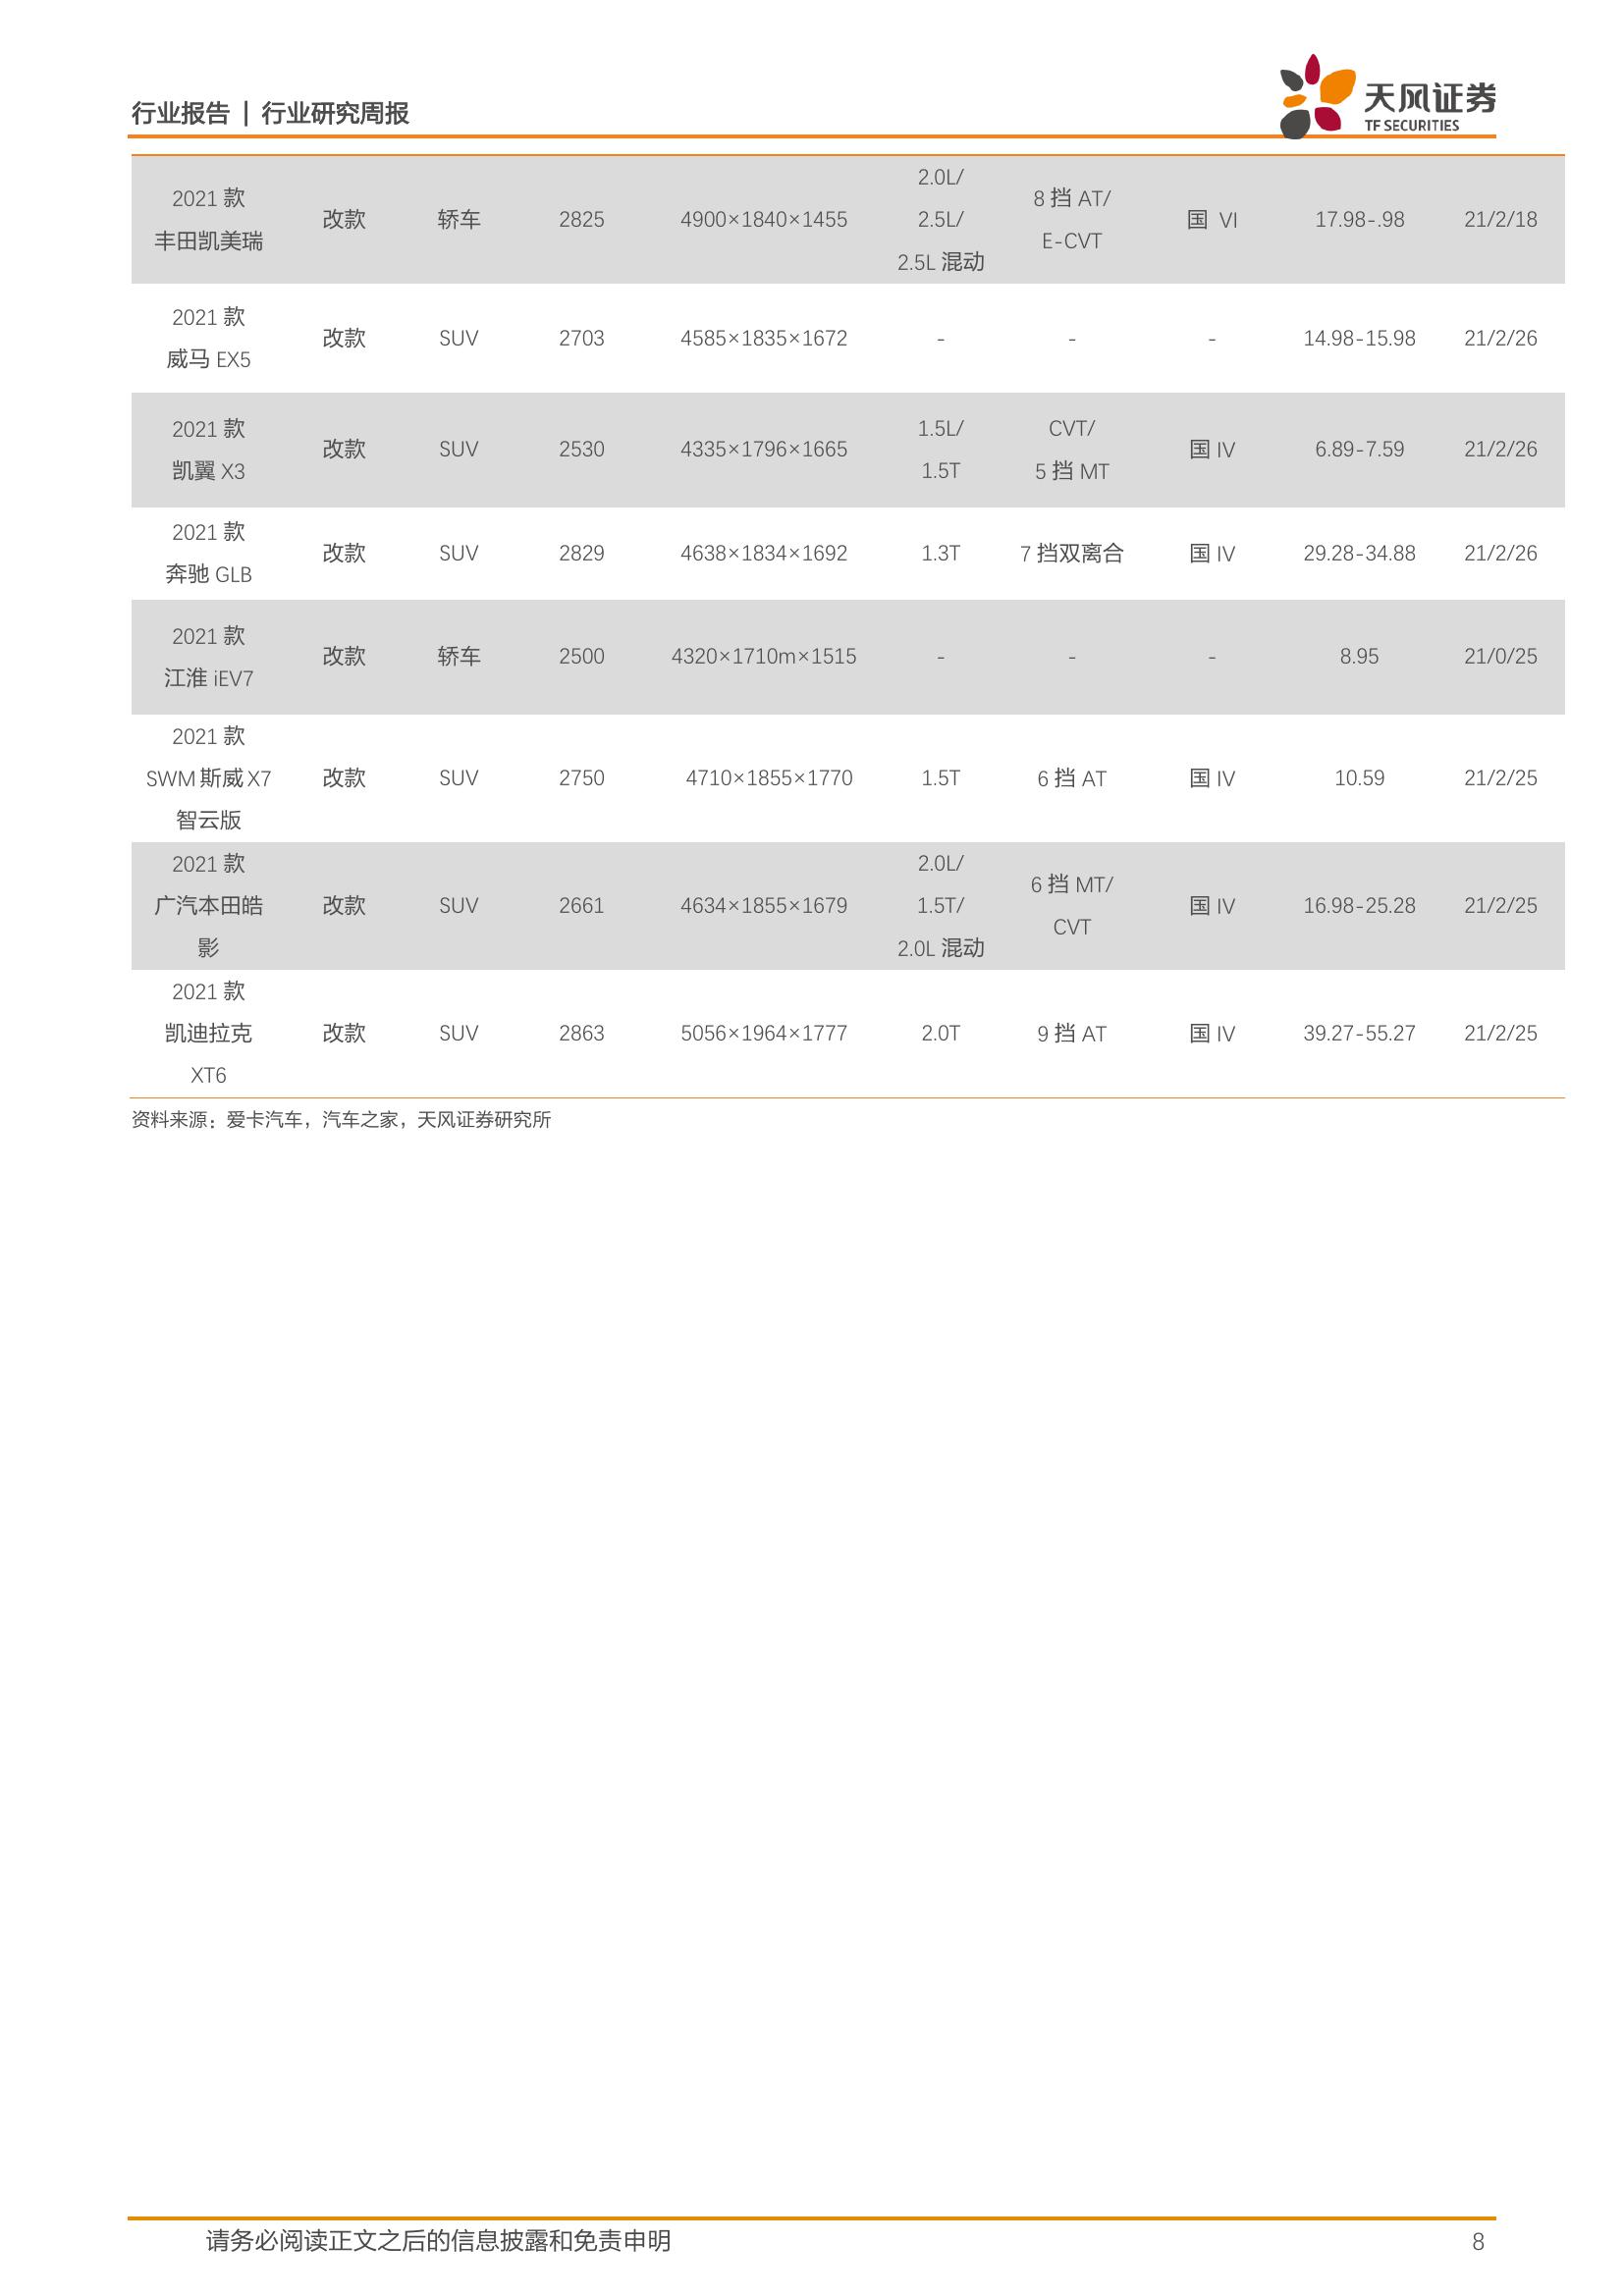 行业报告 | 行业研究周报
天风证券
TF SECURITIES
2021 款
丰田凯美瑞
改款
轿车
2825
4900×1840×1455
2.0L/
2.5L/
2.5L 混动
8 挡 AT/
E-CVT
国 VI
17.98-.98
21/2/18
2021 款
威马 EX5
改款
SUV
2703
4585×1835×1672
-
-
-
14.98-15.98
21/2/26
2021 款
凯翼 X3
改款
SUV
2530
4335×1796×1665
1.5L/
1.5T
CVT/
5 挡 MT
国 IV
6.89-7.59
21/2/26
2021 款
奔驰 GLB
改款
SUV
2829
4638×1834×1692
1.3T
7 挡双离合
国 IV
29.28-34.88
21/2/26
2021 款
江淮 iEV7
改款
轿车
2500
4320×1710m×1515
-
-
-
8.95
21/0/25
2021 款
SWM 斯威 X7
智云版
改款
SUV
2750
4710×1855×1770
1.5T
6 挡 AT
国 IV
10.59
21/2/25
2021 款
广汽本田皓
影
改款
SUV
2661
4634×1855×1679
2.0L/
1.5T/
2.0L 混动
6 挡 MT/
CVT
国 IV
16.98-25.28
21/2/25
2021 款
凯迪拉克
XT6
改款
SUV
2863
5056×1964×1777
2.0T
9 挡 AT
国 IV
39.27-55.27
21/2/25
资料来源：爱卡汽车，汽车之家，天风证券研究所
请务必阅读正文之后的信息披露和免责申明
8